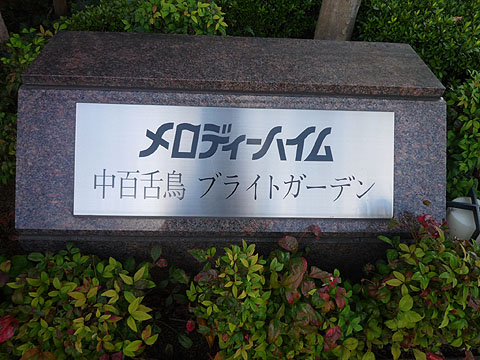 メロディーハイム
中百舌鳥 ブライトガーデン